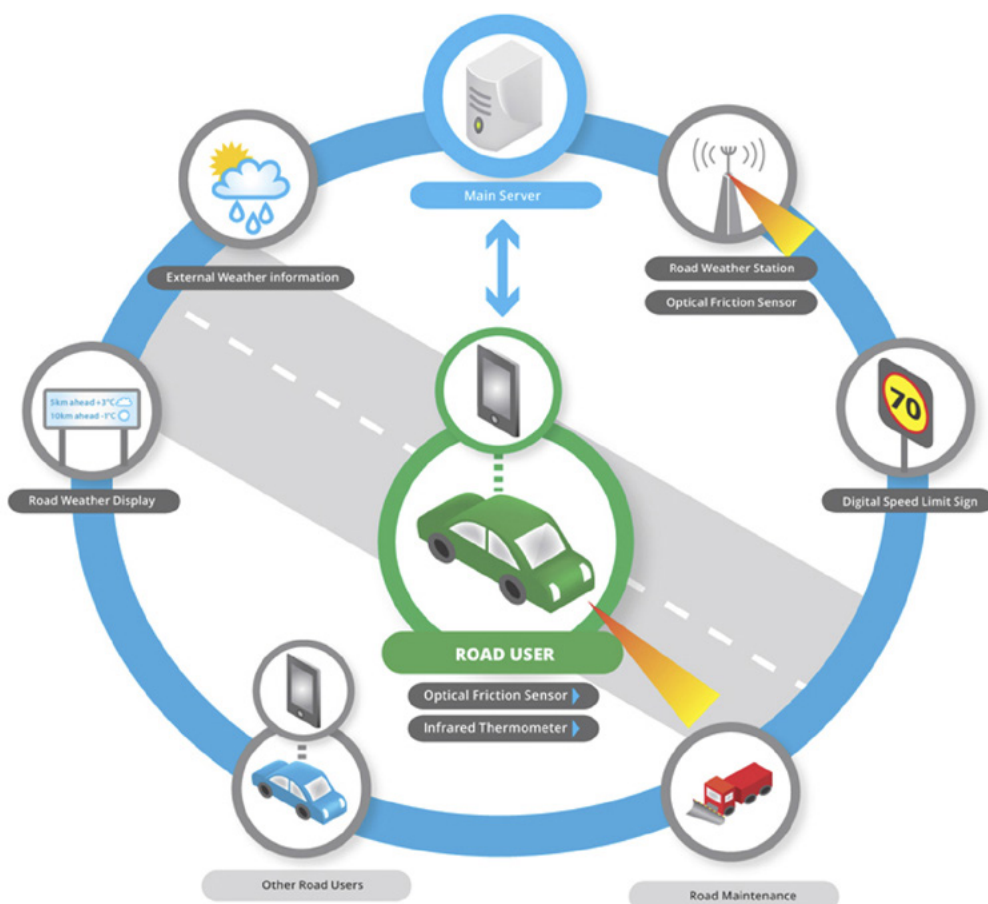 Main Server
External Weather information
Road Weather Station
Optical Friction Sensor
5km ahead +3°C
10km ahead -1°C
70
Road Weather Display
Digital Speed Limit Sign
ROAD USER
Optical Friction Sensor
Infrared Thermometer
Other Road Users
Road Maintenance